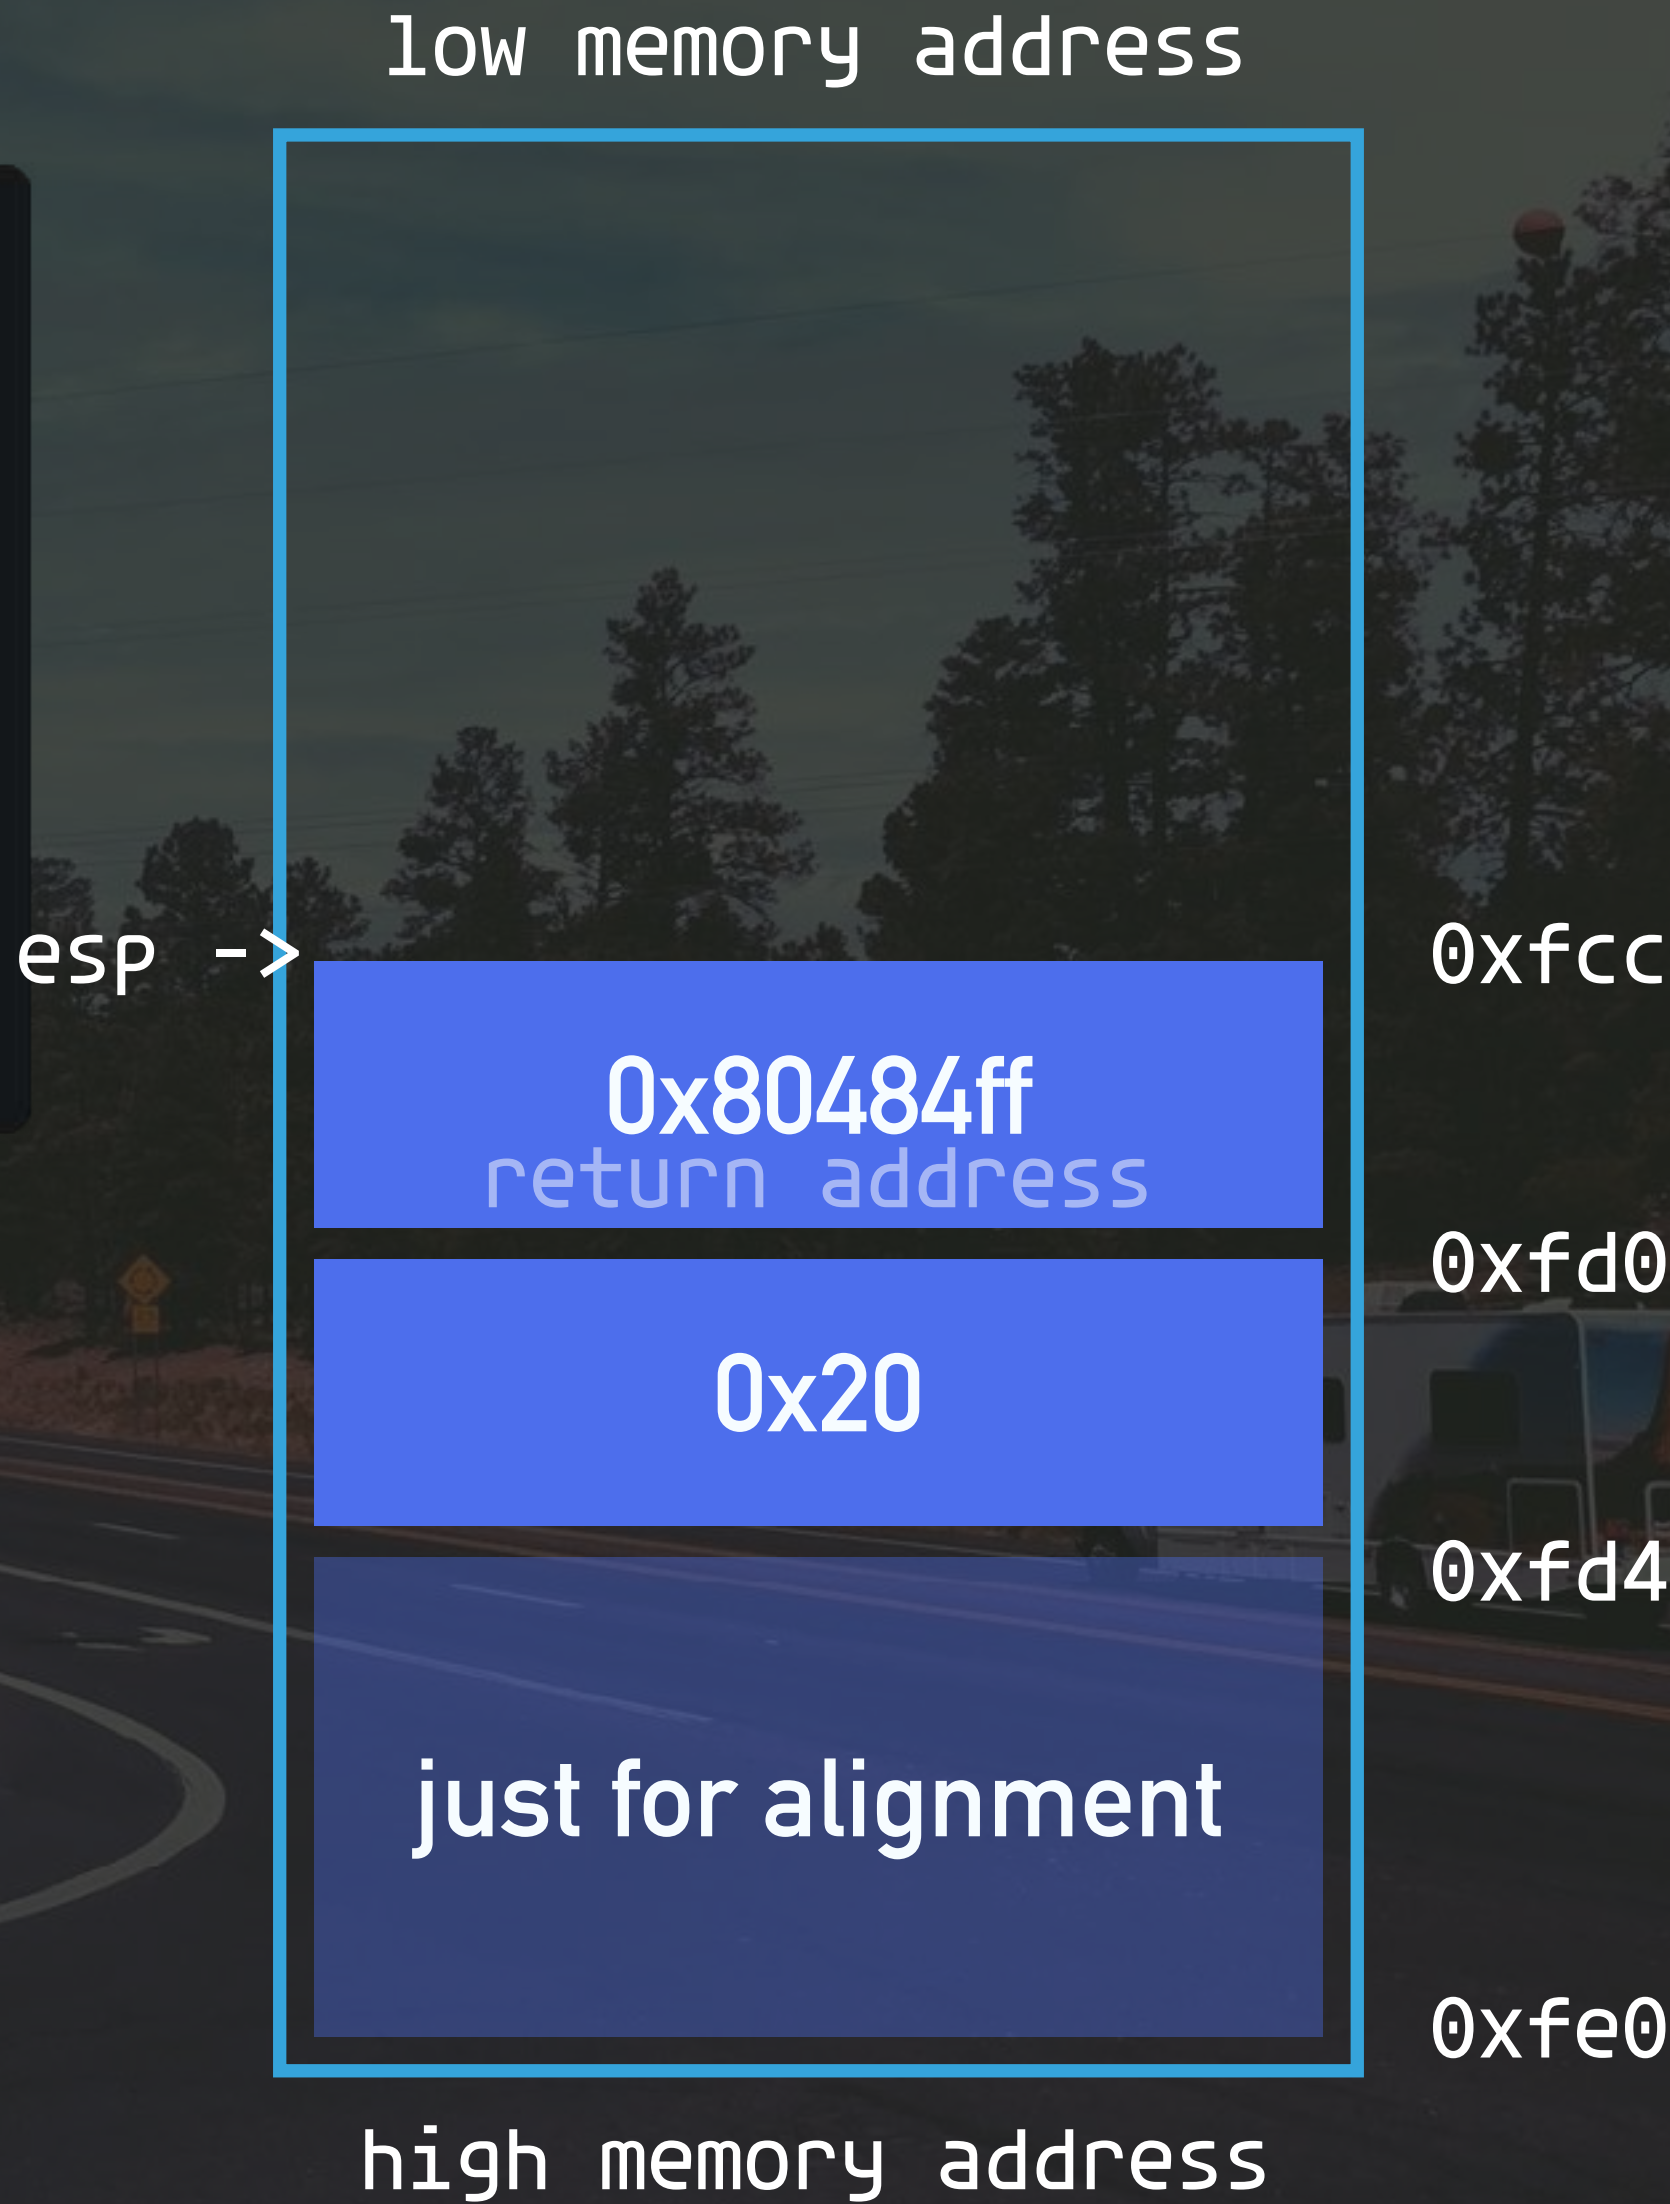 low memory address
esp -> 0xfcc
0x80484ff
return address
0xfd0
0x20
0xfd4
just for alignment
0xfe0
high memory address